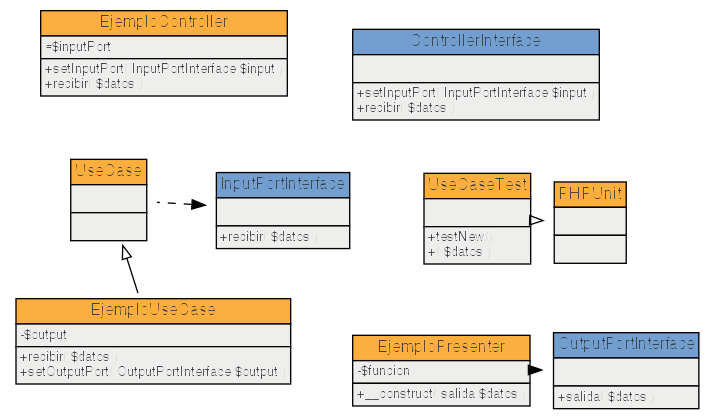 EjemploController
#$inputPort
+setInputPort( InputPortInterface $input )
+recibir( $datos )
ControllerInterface
+setInputPort( InputPortInterface $input )
+recibir( $datos )
UseCase
InputPortInterface
+recibir( $datos )
UseCaseTest
+testNew()
+( $datos )
PHPUnit
EjemploUseCase
-$output
+recibir( $datos )
+setOutputPort( OutputPortInterface $output )
EjemploPresenter
-$funcion
+__construct( salida $datos )
OutputPortInterface
+salida( $datos )